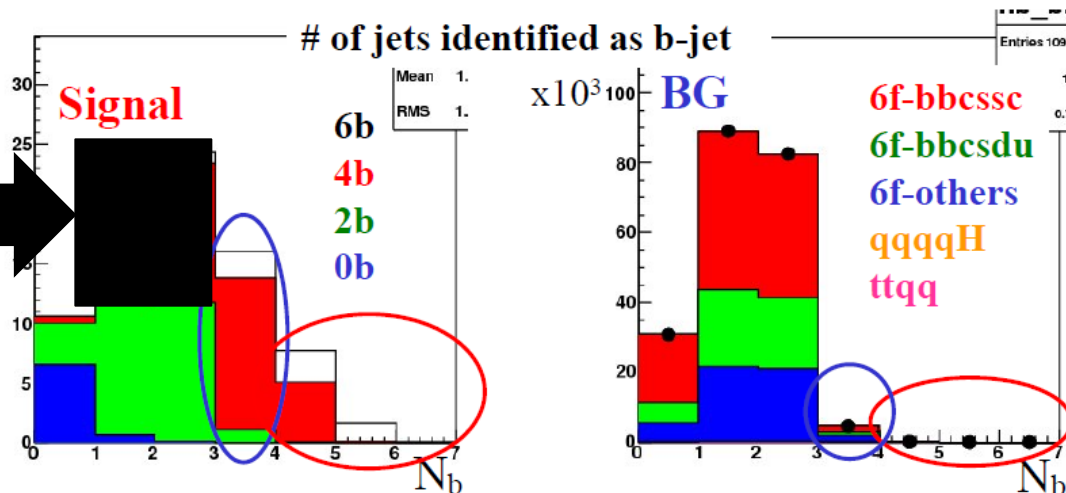 # of jets identified as b-jet
Entries 109
30
25
10
5
0
0 1 2 3 4 5 6 7
Signal
Mean 1.
RMS 1.
6b
4b
2b
0b
N_b
x10³
100
80
60
40
20
0
0 1 2 3 4 5 6 7
BG
6f-bbcssc
6f-bbcsdu
6f-others
qqqqH
ttqq
N_b